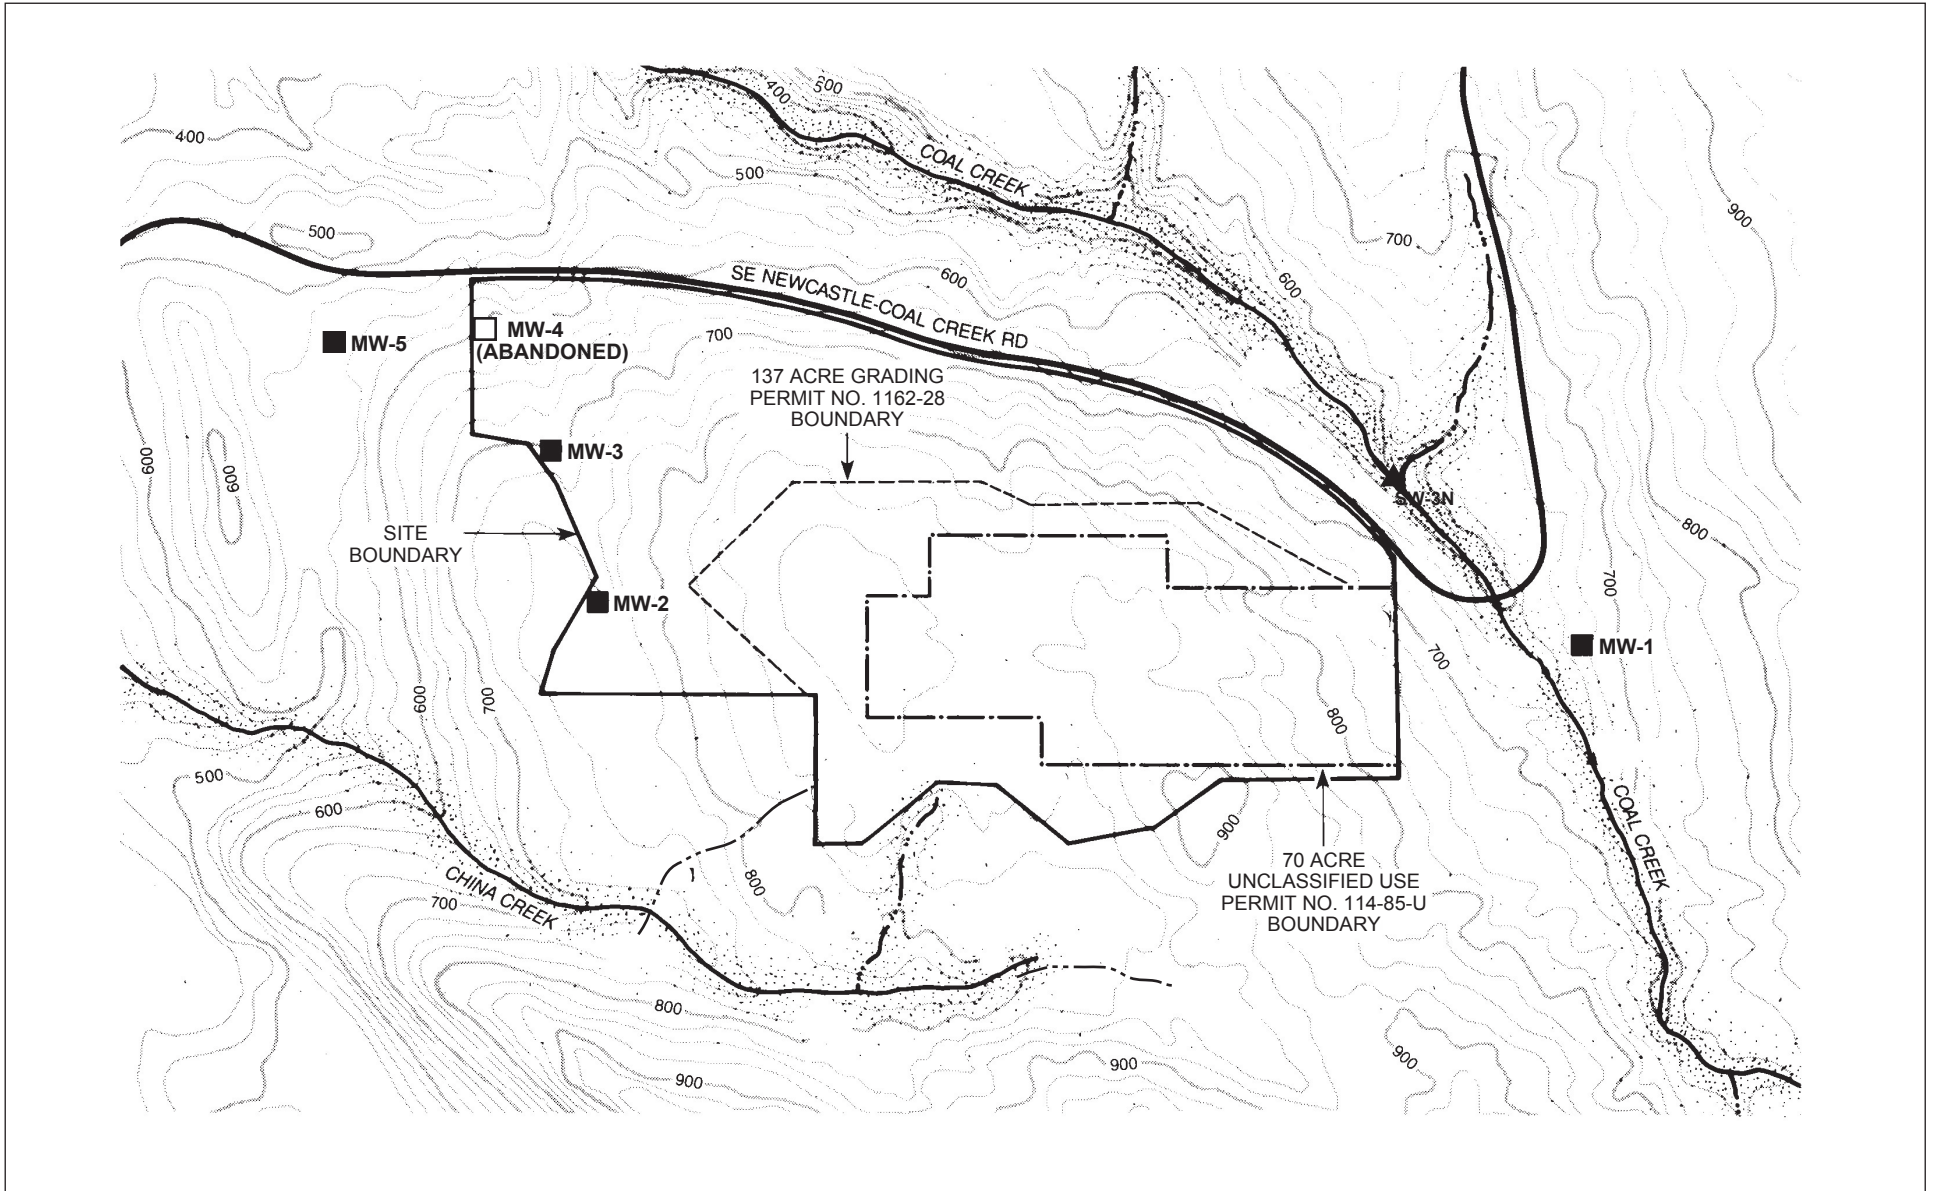 400
500
400
COAL CREEK
500
900
500
700
600
600
SE NEWCASTLE-COAL CREEK RD
MW-4
(ABANDONED)
700
MW-5
137 ACRE GRADING
PERMIT NO. 1162-28
BOUNDARY
MW-3
600
600
SW-3N
SITE
BOUNDARY
800
700
MW-2
MW-1
700
600
700
800
500
COAL CREEK
600
900
CHINA CREEK
700
800
70 ACRE
UNCLASSIFIED USE
PERMIT NO. 114-85-U
BOUNDARY
800
900
900
900